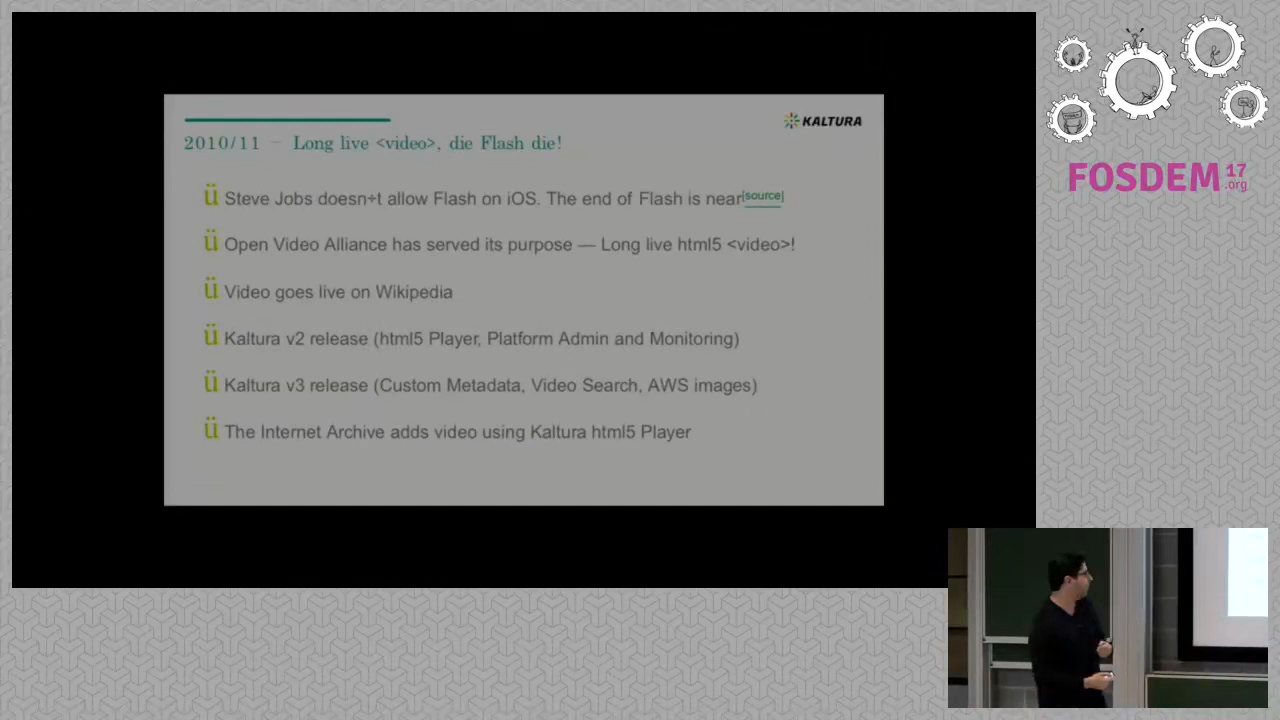 KALTURA
2010/11 – Long live <video>, die Flash die!
ü Steve Jobs doesn÷t allow Flash on iOS. The end of Flash is near[source]
ü Open Video Alliance has served its purpose — Long live html5 <video>!
ü Video goes live on Wikipedia
ü Kaltura v2 release (html5 Player, Platform Admin and Monitoring)
ü Kaltura v3 release (Custom Metadata, Video Search, AWS images)
ü The Internet Archive adds video using Kaltura html5 Player
FOSDEM 17
.org